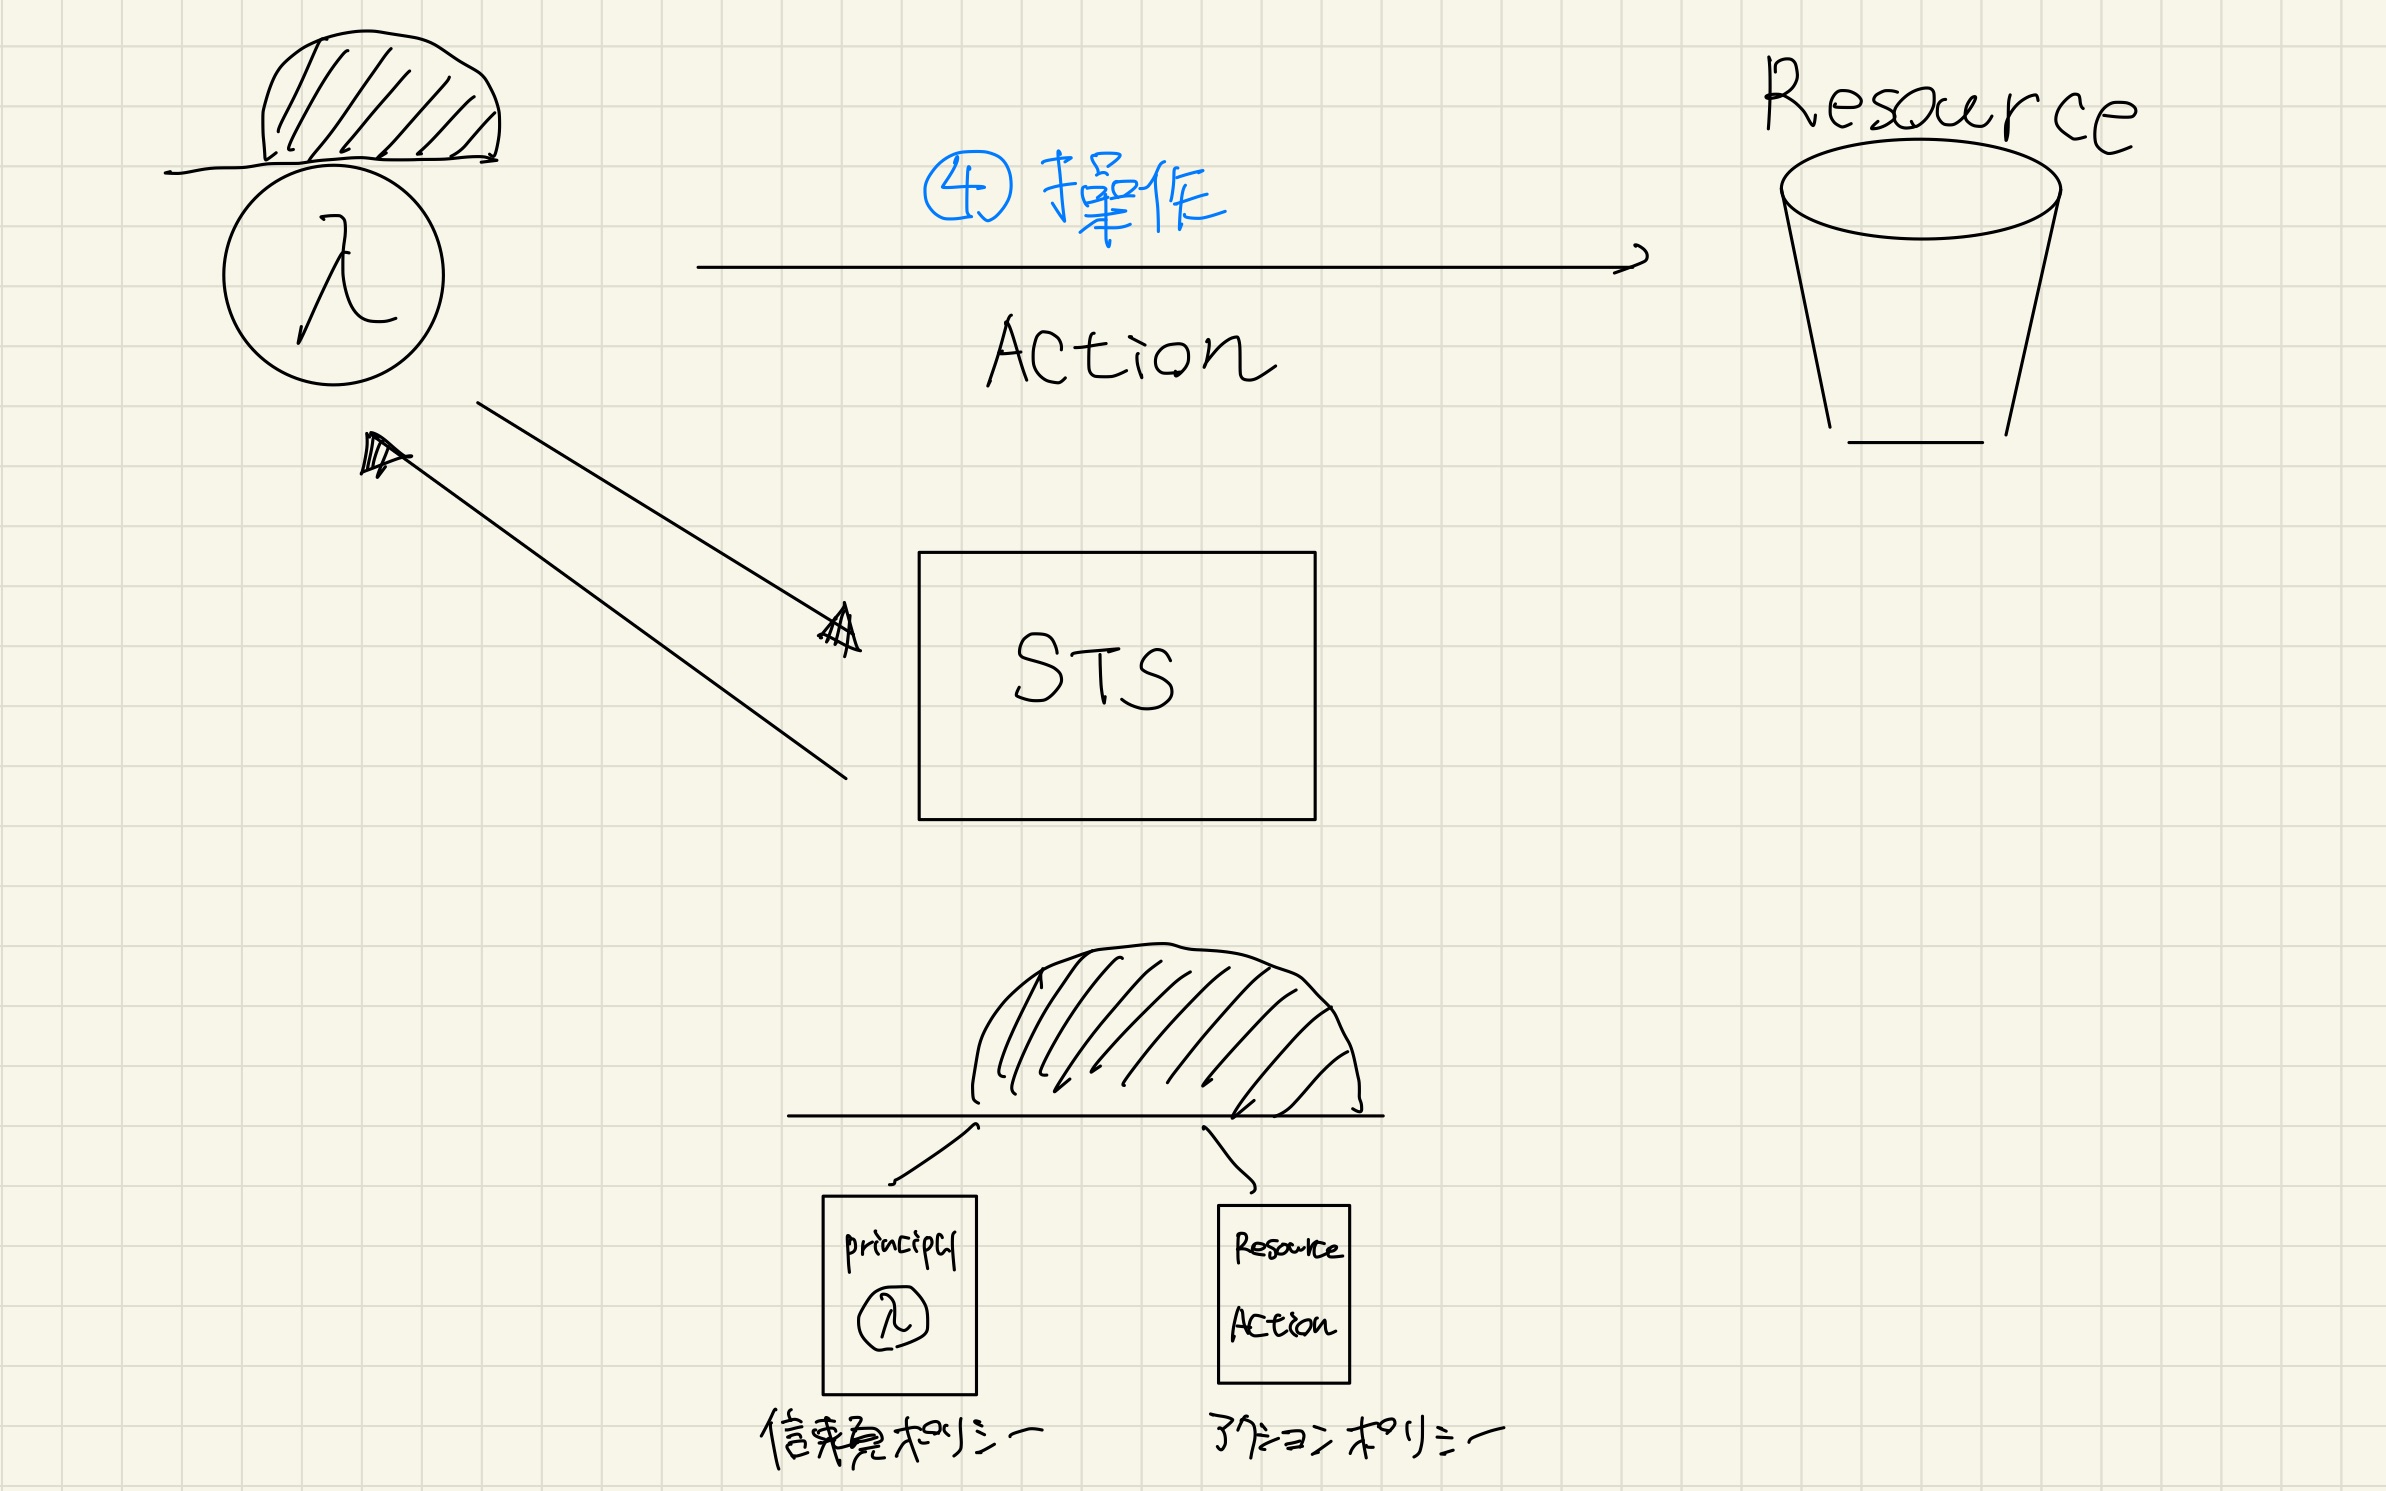 Resource
④ 操作
λ
Action
STS
principl
λ
Resource
Action
信頼ポリシー
アクションポリシー